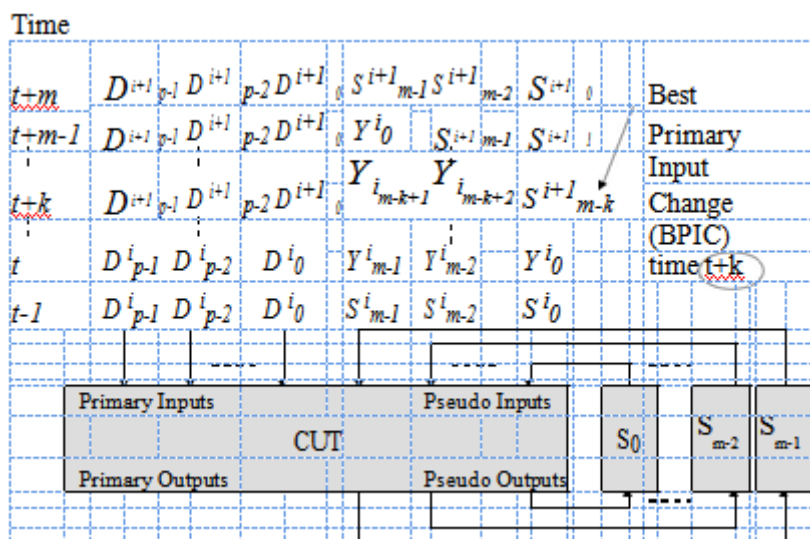 Time
t+m D^{i+1}_{p-1} D^{i+1}_{p-2} D^{i+1}_0 S^{i+1}_{m-1} S^{i+1}_{m-2} S^{i+1}_0 Best
t+m-1 D^{i+1}_{p-1} D^{i+1}_{p-2} D^{i+1}_0 Y^i_0 S^{i+1}_{m-1} S^{i+1}_1 Primary
Input
t+k D^{i+1}_{p-1} D^{i+1}_{p-2} D^{i+1}_0 Y^i_{m-k+1} Y^i_{m-k+2} S^{i+1}_{m-k} Change
(BPIC)
t D^i_{p-1} D^i_{p-2} D^i_0 Y^i_{m-1} Y^i_{m-2} Y^i_0 time t+k
t-1 D^i_{p-1} D^i_{p-2} D^i_0 S^i_{m-1} S^i_{m-2} S^i_0
Primary Inputs Pseudo Inputs
CUT S_0 S_{m-2} S_{m-1}
Primary Outputs Pseudo Outputs